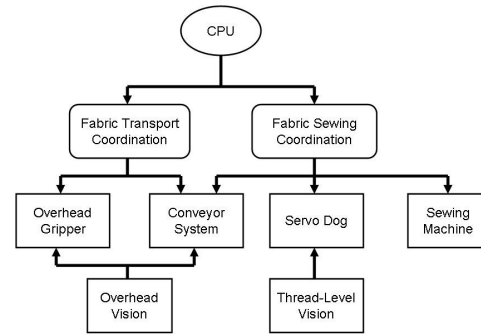 CPU
Fabric Transport
Coordination
Fabric Sewing
Coordination
Overhead
Gripper
Conveyor
System
Servo Dog
Sewing
Machine
Overhead
Vision
Thread-Level
Vision